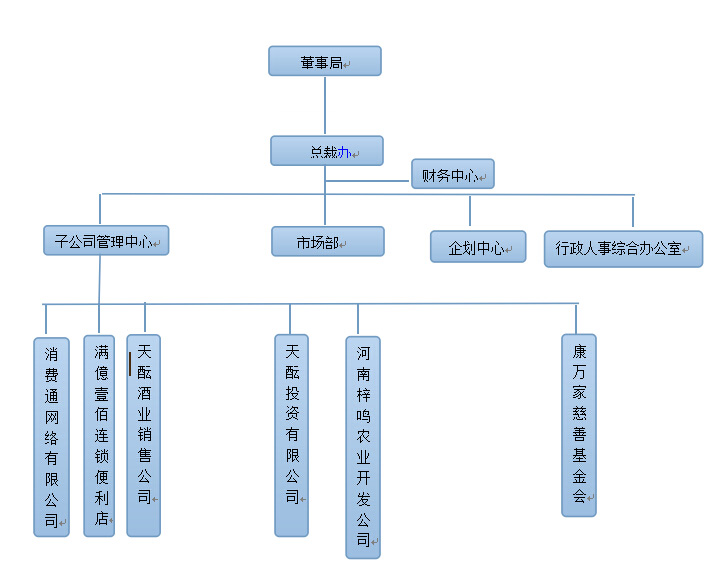 董事局
总裁办
财务中心
子公司管理中心
市场部
企划中心
行政人事综合办公室
消费通网络有限公司
满億壹佰连锁便利店
天酝酒业销售公司
天酝投资有限公司
河南梓鸣农业开发公司
康万家慈善基金会